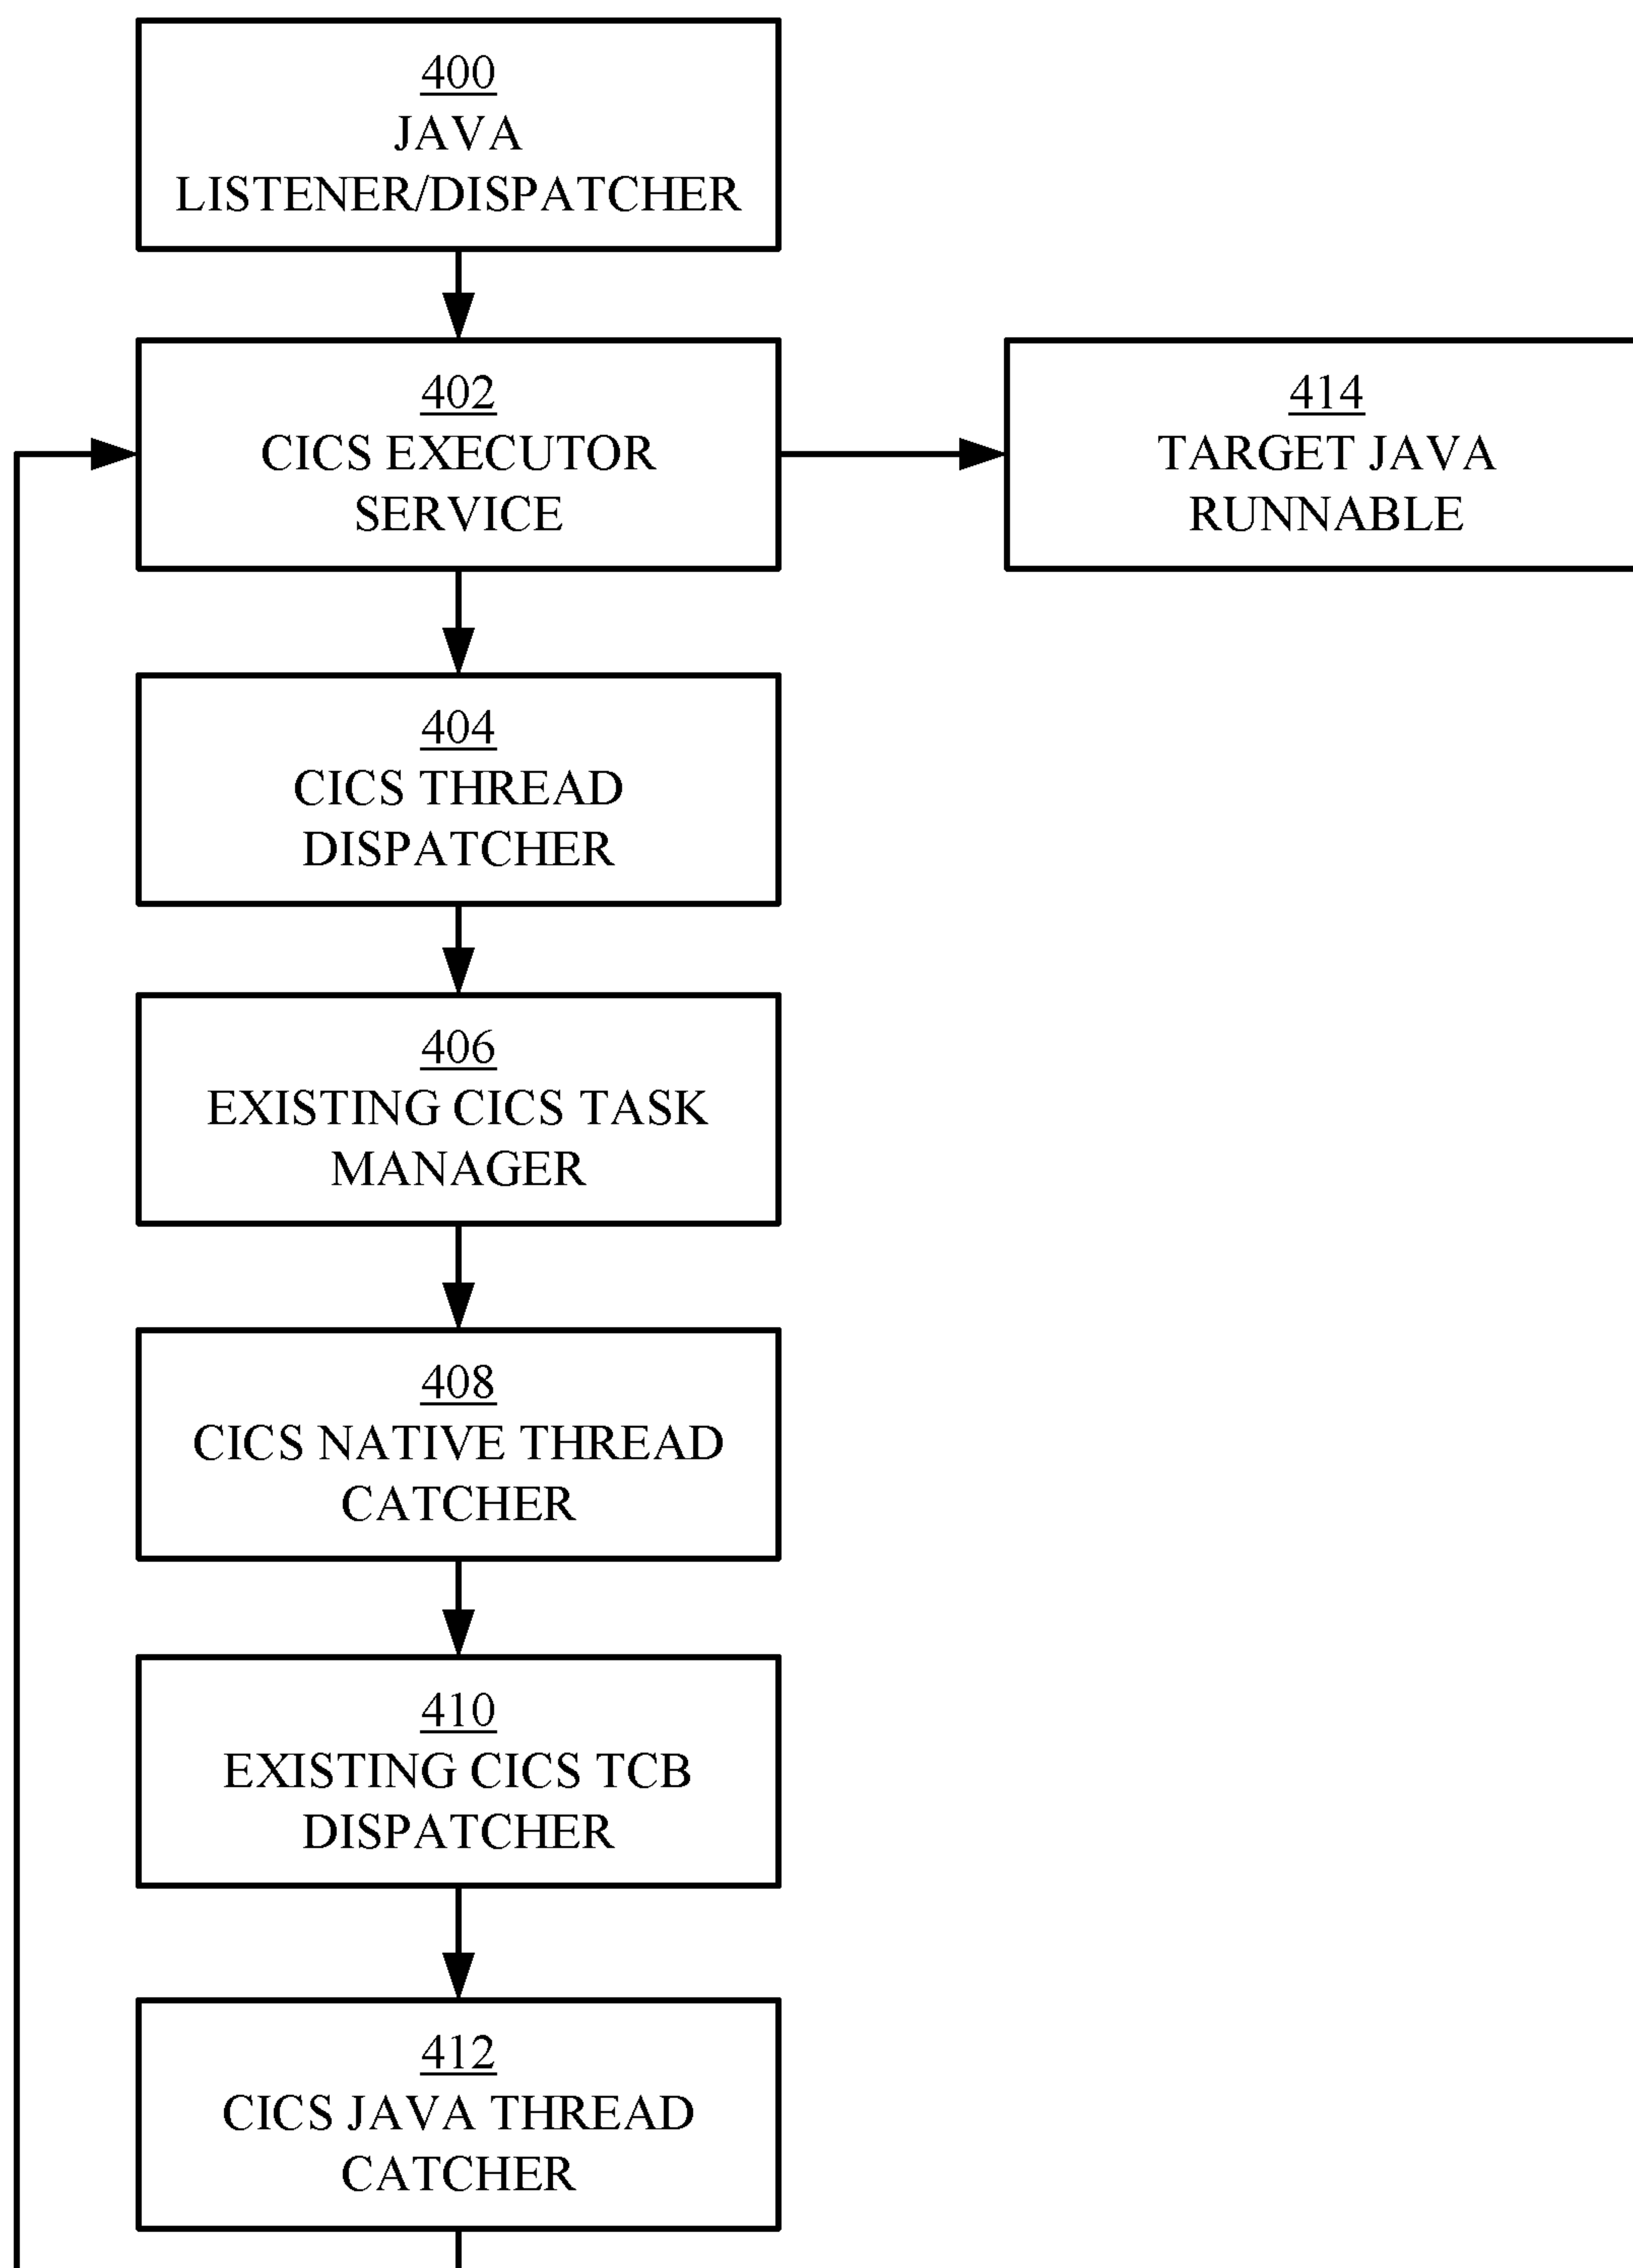 400
JAVA
LISTENER/DISPATCHER
402
CICS EXECUTOR
SERVICE
414
TARGET JAVA
RUNNABLE
404
CICS THREAD
DISPATCHER
406
EXISTING CICS TASK
MANAGER
408
CICS NATIVE THREAD
CATCHER
410
EXISTING CICS TCB
DISPATCHER
412
CICS JAVA THREAD
CATCHER